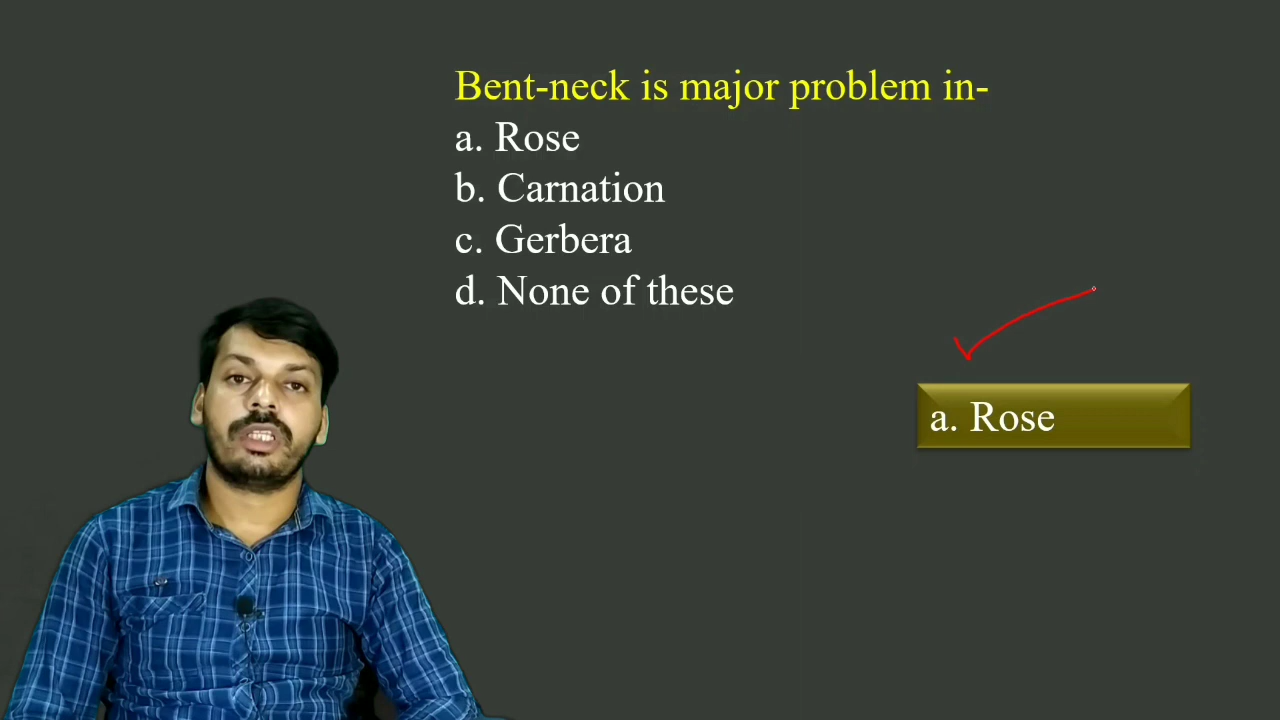 Bent-neck is major problem in-
a. Rose
b. Carnation
c. Gerbera
d. None of these
a. Rose